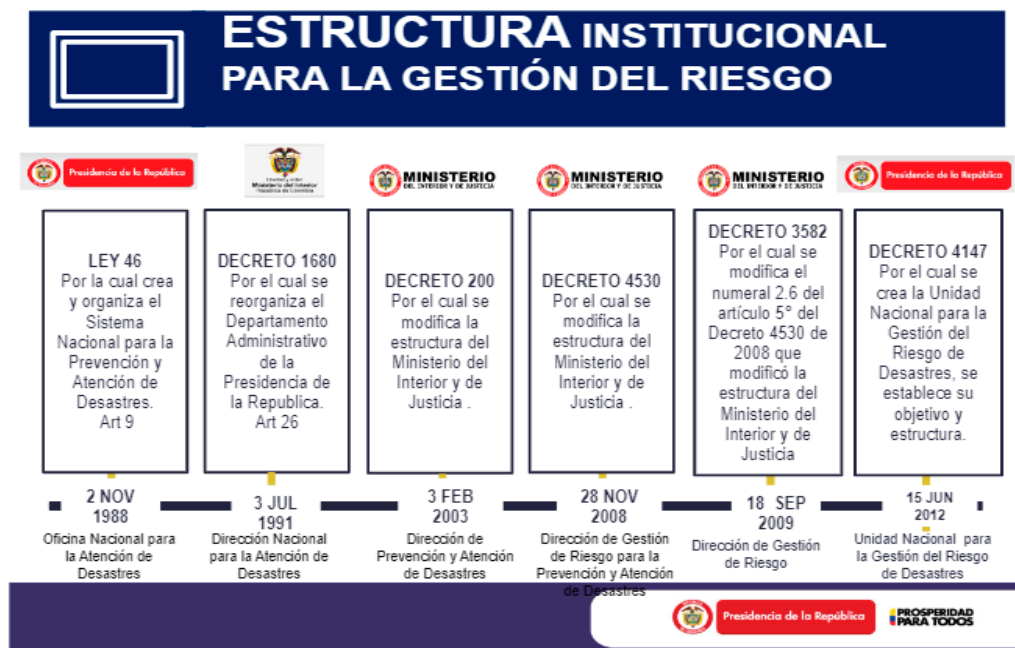 ESTRUCTURA INSTITUCIONAL
PARA LA GESTIÓN DEL RIESGO
Presidencia de la República
Libertad y orden
Ministerio del Interior
República de Colombia
MINISTERIO
DEL INTERIOR Y DE JUSTICIA
MINISTERIO
DEL INTERIOR Y DE JUSTICIA
MINISTERIO
DEL INTERIOR Y DE JUSTICIA
Presidencia de la República
LEY 46
Por la cual crea
y organiza el
Sistema
Nacional para la
Prevención y
Atención de
Desastres.
Art 9
DECRETO 1680
Por el cual se
reorganiza el
Departamento
Administrativo
de la
Presidencia de
la Republica.
Art 26
DECRETO 200
Por el cual se
modifica la
estructura del
Ministerio del
Interior y de
Justicia .
DECRETO 4530
Por el cual se
modifica la
estructura del
Ministerio del
Interior y de
Justicia .
DECRETO 3582
Por el cual se
modifica el
numeral 2.6 del
artículo 5° del
Decreto 4530 de
2008 que
modificó la
estructura del
Ministerio del
Interior y de
Justicia
DECRETO 4147
Por el cual se
crea la Unidad
Nacional para la
Gestión del
Riesgo de
Desastres, se
establece su
objetivo y
estructura.
2 NOV
1988
Oficina Nacional para
la Atención de
Desastres
3 JUL
1991
Dirección Nacional
para la Atención de
Desastres
3 FEB
2003
Dirección de
Prevención y Atención
de Desastres
28 NOV
2008
Dirección de Gestión
de Riesgo para la
Prevención y Atención
de Desastres
18 SEP
2009
Dirección de Gestión
de Riesgo
15 JUN
2012
Unidad Nacional para
la Gestión del Riesgo
de Desastres
Presidencia de la República
PROSPERIDAD
PARA TODOS